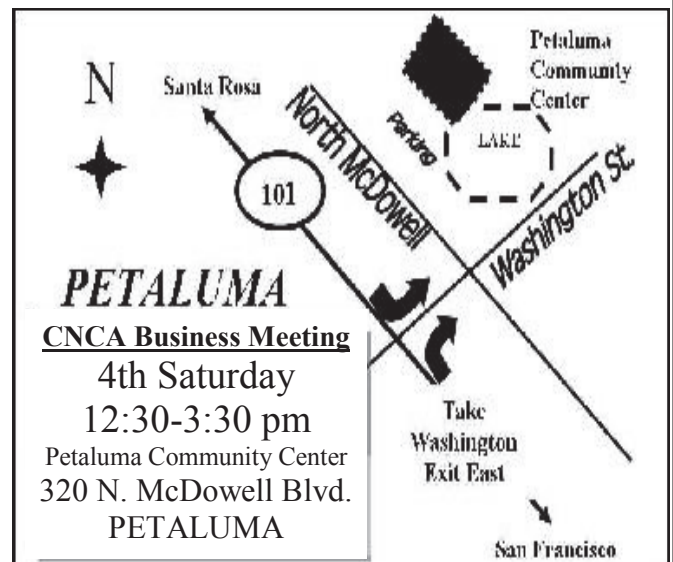 N
Santa Rosa
101
North McDowell
Parking
LAKE
Petaluma
Community
Center
Washington St.
PETALUMA
CNCA Business Meeting
4th Saturday
12:30-3:30 pm
Petaluma Community Center
320 N. McDowell Blvd.
PETALUMA
Take
Washington
Exit East
San Francisco